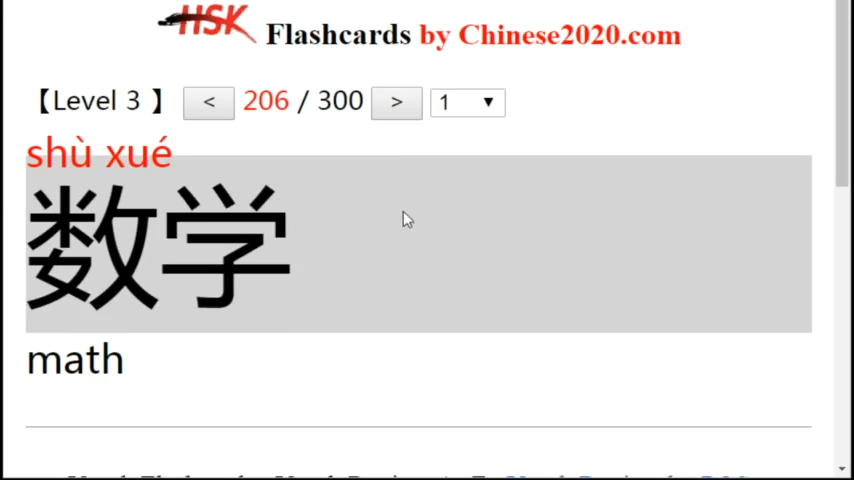 HSK Flashcards by Chinese2020.com
【Level 3 】 < 206 / 300 > 1 ▼
shù xué
数学
math